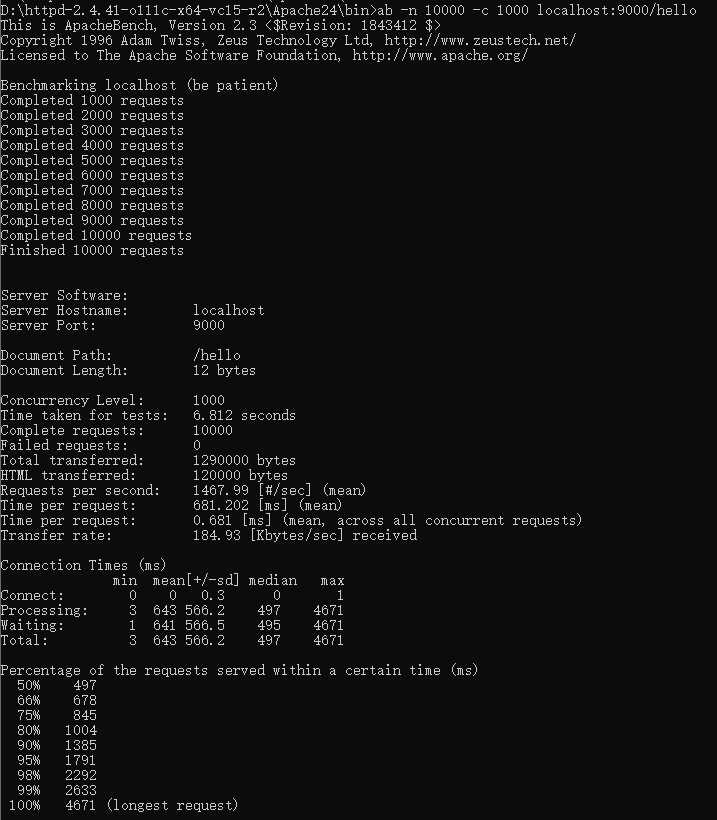 D:\httpd-2.4.41-o111c-x64-vc15-r2\Apache24\bin>ab -n 10000 -c 1000 localhost:9000/hello
This is ApacheBench, Version 2.3 <$Revision: 1843412 $>
Copyright 1996 Adam Twiss, Zeus Technology Ltd, http://www.zeustech.net/
Licensed to The Apache Software Foundation, http://www.apache.org/

Benchmarking localhost (be patient)
Completed 1000 requests
Completed 2000 requests
Completed 3000 requests
Completed 4000 requests
Completed 5000 requests
Completed 6000 requests
Completed 7000 requests
Completed 8000 requests
Completed 9000 requests
Completed 10000 requests
Finished 10000 requests


Server Software:
Server Hostname:        localhost
Server Port:            9000

Document Path:          /hello
Document Length:        12 bytes

Concurrency Level:      1000
Time taken for tests:   6.812 seconds
Complete requests:      10000
Failed requests:        0
Total transferred:      1290000 bytes
HTML transferred:       120000 bytes
Requests per second:    1467.99 [#/sec] (mean)
Time per request:       681.202 [ms] (mean)
Time per request:       0.681 [ms] (mean, across all concurrent requests)
Transfer rate:          184.93 [Kbytes/sec] received

Connection Times (ms)
              min  mean[+/-sd] median   max
Connect:        0    0   0.3      0       1
Processing:     3  643 566.2    497    4671
Waiting:        1  641 566.5    495    4671
Total:          3  643 566.2    497    4671

Percentage of the requests served within a certain time (ms)
  50%    497
  66%    678
  75%    845
  80%   1004
  90%   1385
  95%   1791
  98%   2292
  99%   2633
 100%   4671 (longest request)